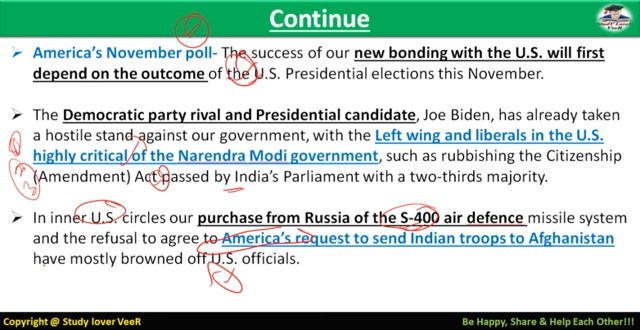 Continue
Study Lover
VeeR
America's November poll- The success of our new bonding with the U.S. will first
depend on the outcome of the U.S. Presidential elections this November.
The Democratic party rival and Presidential candidate, Joe Biden, has already taken
a hostile stand against our government, with the Left wing and liberals in the U.S.
highly critical of the Narendra Modi government, such as rubbishing the Citizenship
(Amendment) Act passed by India's Parliament with a two-thirds majority.
In inner U.S. circles our purchase from Russia of the S-400 air defence missile system
and the refusal to agree to America's request to send Indian troops to Afghanistan
have mostly browned off U.S. officials.
Copyright @ Study lover VeeR
Be Happy, Share & Help Each Other!!!